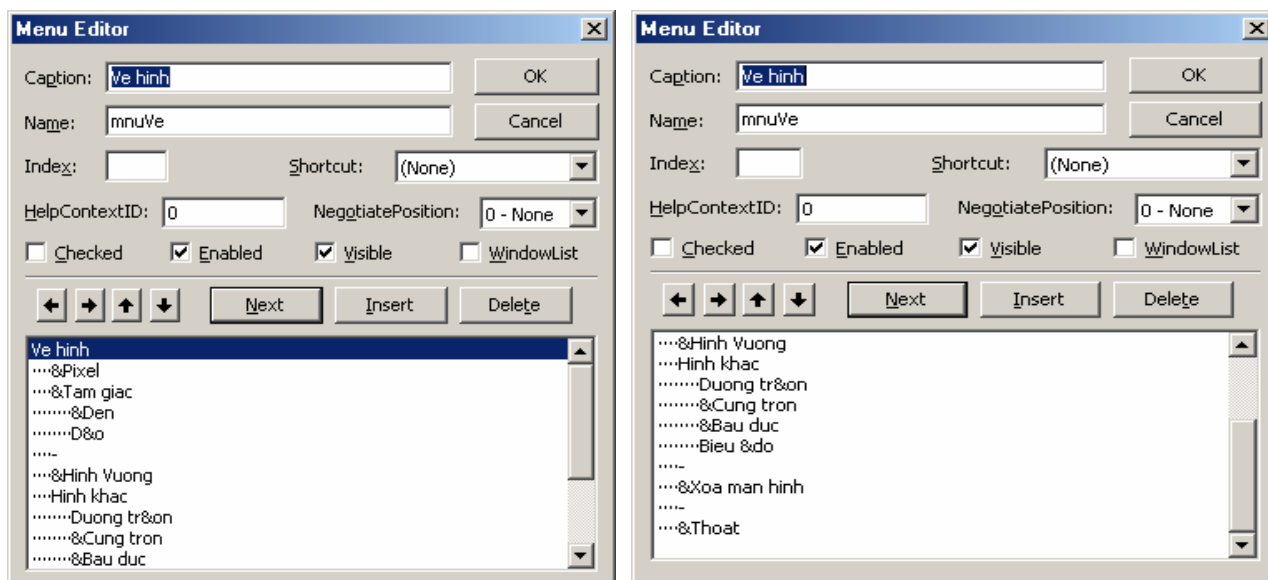 Menu Editor
Caption: Ve hinh OK
Name: mnuVe Cancel
Index: Shortcut: (None)
HelpContextID: 0 NegotiatePosition: 0 - None
Checked Enabled Visible WindowList
Next Insert Delete
Ve hinh
····&Pixel
····&Tam giac
········&Den
········D&o
····-
····&Hinh Vuong
····Hinh khac
········Duong tr&on
········&Cung tron
········&Bau duc
Menu Editor
Caption: Ve hinh OK
Name: mnuVe Cancel
Index: Shortcut: (None)
HelpContextID: 0 NegotiatePosition: 0 - None
Checked Enabled Visible WindowList
Next Insert Delete
····&Hinh Vuong
····Hinh khac
········Duong tr&on
········&Cung tron
········&Bau duc
········Bieu &do
····-
····&Xoa man hinh
····-
····&Thoat